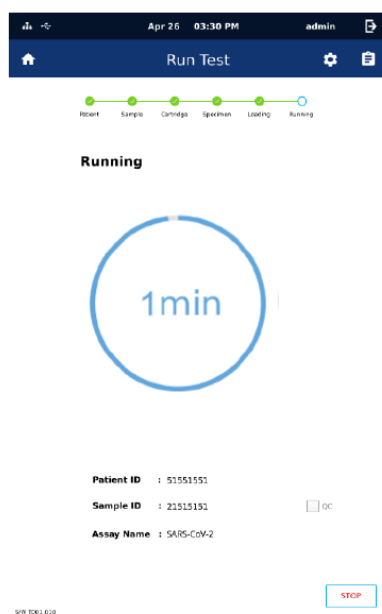 Apr 26 03:30 PM admin
Run Test
Patient Sample Cartridge Specimen Loading Running
Running
1min
Patient ID : 51551551
Sample ID : 21515151
QC
Assay Name : SARS-CoV-2
STOP